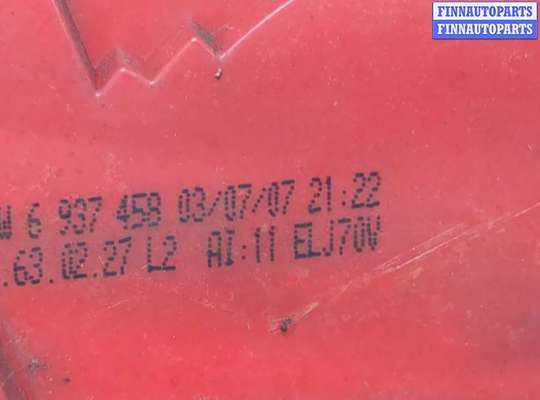 FINNAUTOPARTS
FINNAUTOPARTS
W 6 937 458 03/07/07 21:22
.63.02.27 L2 AI:11 ELJ70V